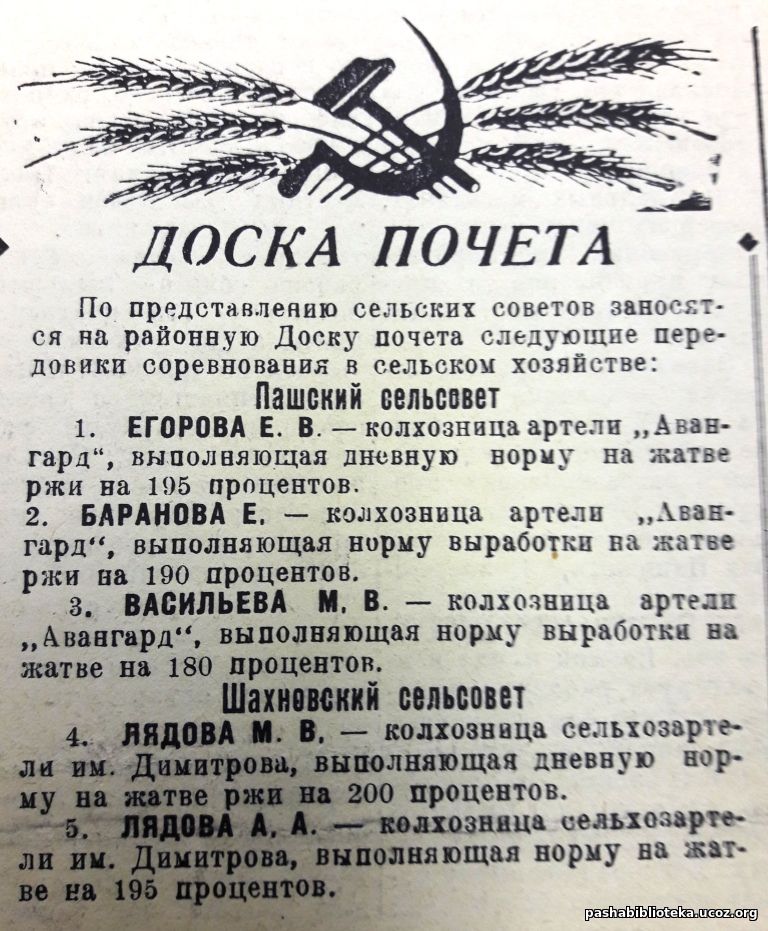 ДОСКА ПОЧЕТА
По представлению сельских советов заносят-
ся на районную Доску почета следующие пере-
довики соревнования в сельском хозяйстве:
Пашский сельсовет
1. ЕГОРОВА Е. В. — колхозница артели „Аван-
гард“, выполняющая дневную норму на жатве
ржи на 195 процентов.
2. БАРАНОВА Е. — колхозница артели „Аван-
гард“, выполняющая норму выработки на жатве
ржи на 190 процентов.
3. ВАСИЛЬЕВА М. В. — колхозница артели
„Авангард“, выполняющая норму выработки на
жатве на 180 процентов.
Шахновский сельсовет
4. ЛЯДОВА М. В. — колхозница сельхозарте-
ли им. Димитрова, выполняющая дневную нор-
му на жатве ржи на 200 процентов.
5. ЛЯДОВА А. А. — колхозница сельхозарте-
ли им. Димитрова, выполняющая норму на жат-
ве на 195 процентов.
pashabiblioteka.ucoz.org